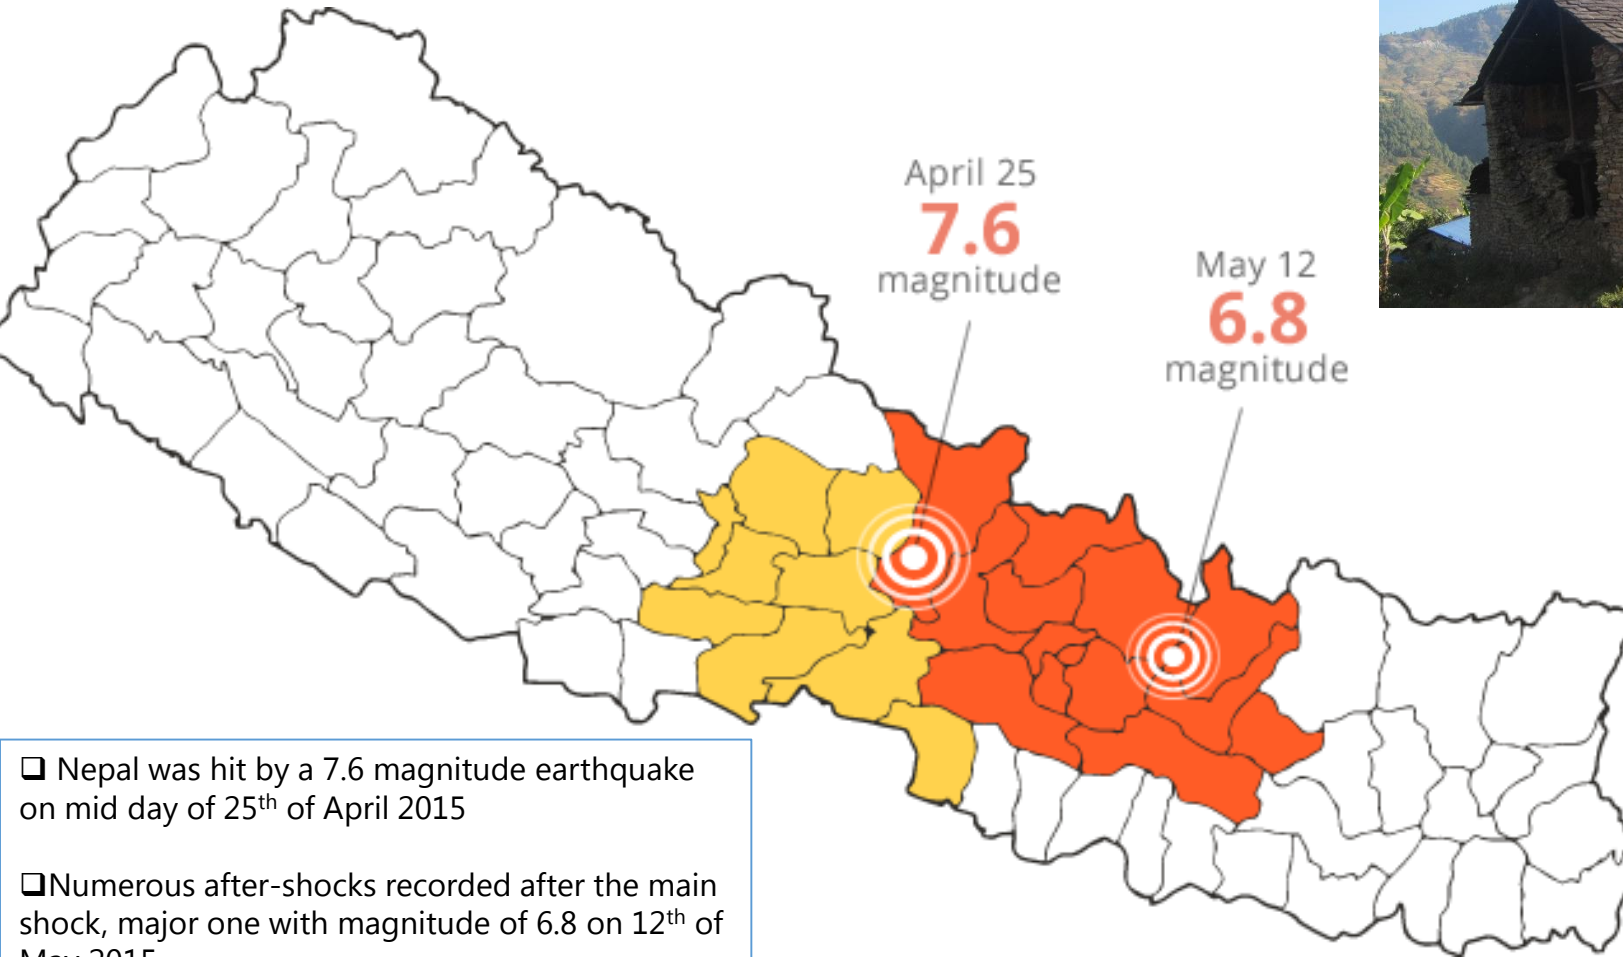 April 25
7.6
magnitude
May 12
6.8
magnitude
❑ Nepal was hit by a 7.6 magnitude earthquake
on mid day of 25th of April 2015
❑Numerous after-shocks recorded after the main
shock, major one with magnitude of 6.8 on 12th of
May 2015